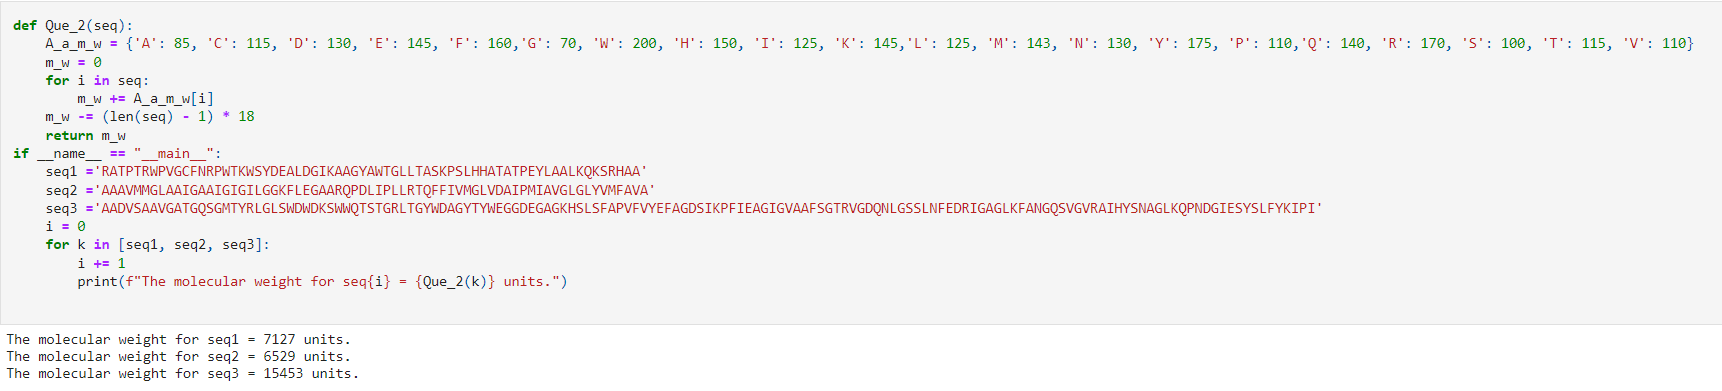 def Que_2(seq):
    A_a_m_w = {'A': 85, 'C': 115, 'D': 130, 'E': 145, 'F': 160,'G': 70, 'W': 200, 'H': 150, 'I': 125, 'K': 145,'L': 125, 'M': 143, 'N': 130, 'Y': 175, 'P': 110,'Q': 140, 'R': 170, 'S': 100, 'T': 115, 'V': 110}
    m_w = 0
    for i in seq:
        m_w += A_a_m_w[i]
    m_w -= (len(seq) - 1) * 18
    return m_w
if __name__ == "__main__":
    seq1 ='RATPTRWPVGCFNRPWTKWSYDEALDGIKAAGYAWTGLLTASKPSLHHATATPEYLAALKQKSRHAA'
    seq2 ='AAAVMMGLAAIGAAIGIGILGGKFLEGAARQPDLIPLLRTQFFIVMGLVDAIPMIAVGLGLYVMFAVA'
    seq3 ='AADVSAAVGATGQSGMTYRLGLSWDWDKSWWQTSTGRLTGYWDAGYTYWEGGDEGAGKHSLSFAPVFVYEFAGDSIKPFIEAGIGVAAFSGTRVGDQNLGSSLNFEDRIGAGLKFANGQSVGVRAIHYSNAGLKQPNDGIESYSLFYKIPI'
    i = 0
    for k in [seq1, seq2, seq3]:
        i += 1
        print(f"The molecular weight for seq{i} = {Que_2(k)} units.")
The molecular weight for seq1 = 7127 units.
The molecular weight for seq2 = 6529 units.
The molecular weight for seq3 = 15453 units.